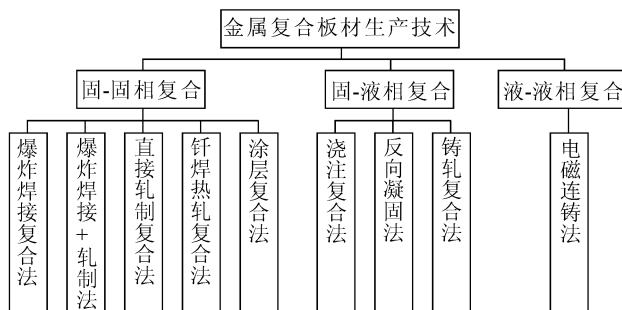 金属复合板材生产技术
固-固相复合
固-液相复合
液-液相复合
爆炸焊接复合法
爆炸焊接+轧制法
直接轧制复合法
钎焊热轧复合法
涂层复合法
浇注复合法
反向凝固法
铸轧复合法
电磁连铸法